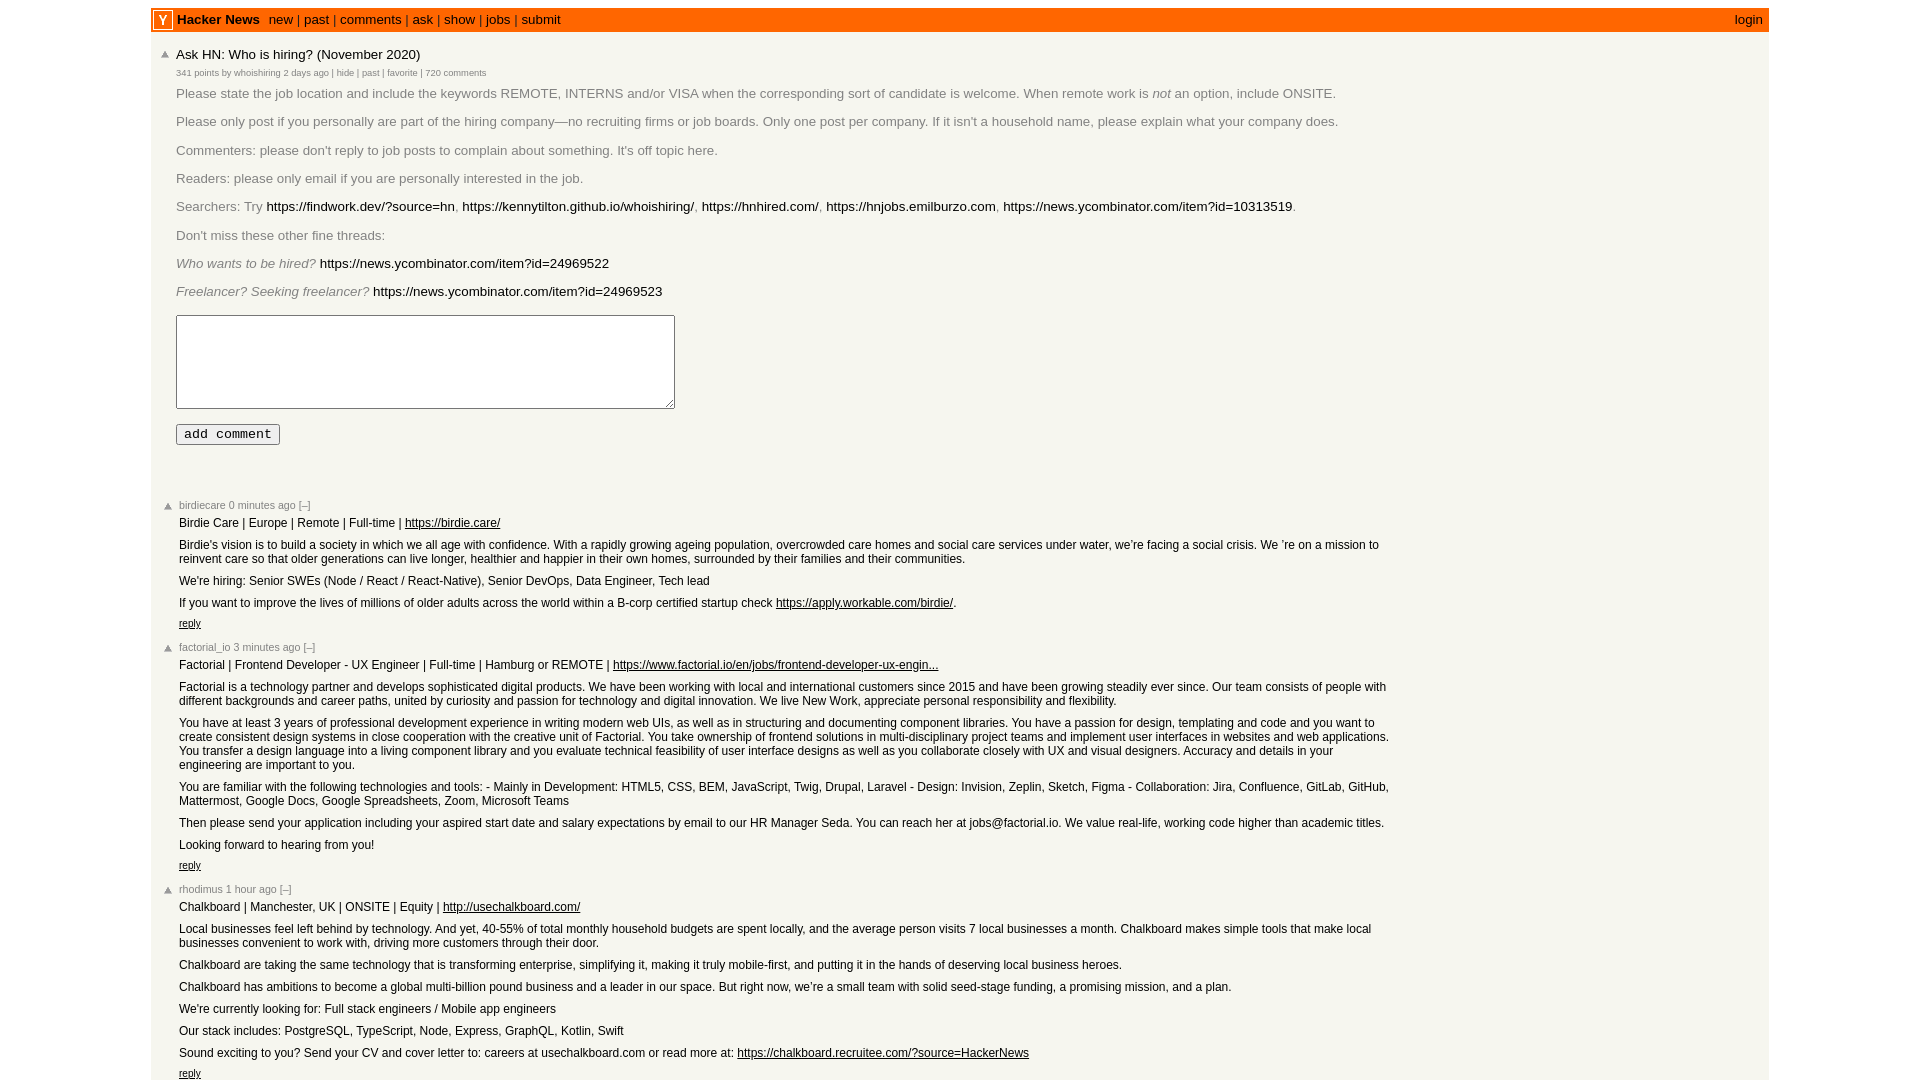 Y Hacker News new | past | comments | ask | show | jobs | submit login
Ask HN: Who is hiring? (November 2020)
341 points by whoishiring 2 days ago | hide | past | favorite | 720 comments
Please state the job location and include the keywords REMOTE, INTERNS and/or VISA when the corresponding sort of candidate is welcome. When remote work is not an option, include ONSITE.
Please only post if you personally are part of the hiring company—no recruiting firms or job boards. Only one post per company. If it isn't a household name, please explain what your company does.
Commenters: please don't reply to job posts to complain about something. It's off topic here.
Readers: please only email if you are personally interested in the job.
Searchers: Try https://findwork.dev/?source=hn, https://kennytilton.github.io/whoishiring/, https://hnhired.com/, https://hnjobs.emilburzo.com, https://news.ycombinator.com/item?id=10313519.
Don't miss these other fine threads:
Who wants to be hired? https://news.ycombinator.com/item?id=24969522
Freelancer? Seeking freelancer? https://news.ycombinator.com/item?id=24969523
add comment
birdiecare 0 minutes ago [–]
Birdie Care | Europe | Remote | Full-time | https://birdie.care/
Birdie's vision is to build a society in which we all age with confidence. With a rapidly growing ageing population, overcrowded care homes and social care services under water, we’re facing a social crisis. We ’re on a mission to
reinvent care so that older generations can live longer, healthier and happier in their own homes, surrounded by their families and their communities.
We're hiring: Senior SWEs (Node / React / React-Native), Senior DevOps, Data Engineer, Tech lead
If you want to improve the lives of millions of older adults across the world within a B-corp certified startup check https://apply.workable.com/birdie/.
reply
factorial_io 3 minutes ago [–]
Factorial | Frontend Developer - UX Engineer | Full-time | Hamburg or REMOTE | https://www.factorial.io/en/jobs/frontend-developer-ux-engin...
Factorial is a technology partner and develops sophisticated digital products. We have been working with local and international customers since 2015 and have been growing steadily ever since. Our team consists of people with
different backgrounds and career paths, united by curiosity and passion for technology and digital innovation. We live New Work, appreciate personal responsibility and flexibility.
You have at least 3 years of professional development experience in writing modern web UIs, as well as in structuring and documenting component libraries. You have a passion for design, templating and code and you want to
create consistent design systems in close cooperation with the creative unit of Factorial. You take ownership of frontend solutions in multi-disciplinary project teams and implement user interfaces in websites and web applications.
You transfer a design language into a living component library and you evaluate technical feasibility of user interface designs as well as you collaborate closely with UX and visual designers. Accuracy and details in your
engineering are important to you.
You are familiar with the following technologies and tools: - Mainly in Development: HTML5, CSS, BEM, JavaScript, Twig, Drupal, Laravel - Design: Invision, Zeplin, Sketch, Figma - Collaboration: Jira, Confluence, GitLab, GitHub,
Mattermost, Google Docs, Google Spreadsheets, Zoom, Microsoft Teams
Then please send your application including your aspired start date and salary expectations by email to our HR Manager Seda. You can reach her at jobs@factorial.io. We value real-life, working code higher than academic titles.
Looking forward to hearing from you!
reply
rhodimus 1 hour ago [–]
Chalkboard | Manchester, UK | ONSITE | Equity | http://usechalkboard.com/
Local businesses feel left behind by technology. And yet, 40-55% of total monthly household budgets are spent locally, and the average person visits 7 local businesses a month. Chalkboard makes simple tools that make local
businesses convenient to work with, driving more customers through their door.
Chalkboard are taking the same technology that is transforming enterprise, simplifying it, making it truly mobile-first, and putting it in the hands of deserving local business heroes.
Chalkboard has ambitions to become a global multi-billion pound business and a leader in our space. But right now, we’re a small team with solid seed-stage funding, a promising mission, and a plan.
We're currently looking for: Full stack engineers / Mobile app engineers
Our stack includes: PostgreSQL, TypeScript, Node, Express, GraphQL, Kotlin, Swift
Sound exciting to you? Send your CV and cover letter to: careers at usechalkboard.com or read more at: https://chalkboard.recruitee.com/?source=HackerNews
reply